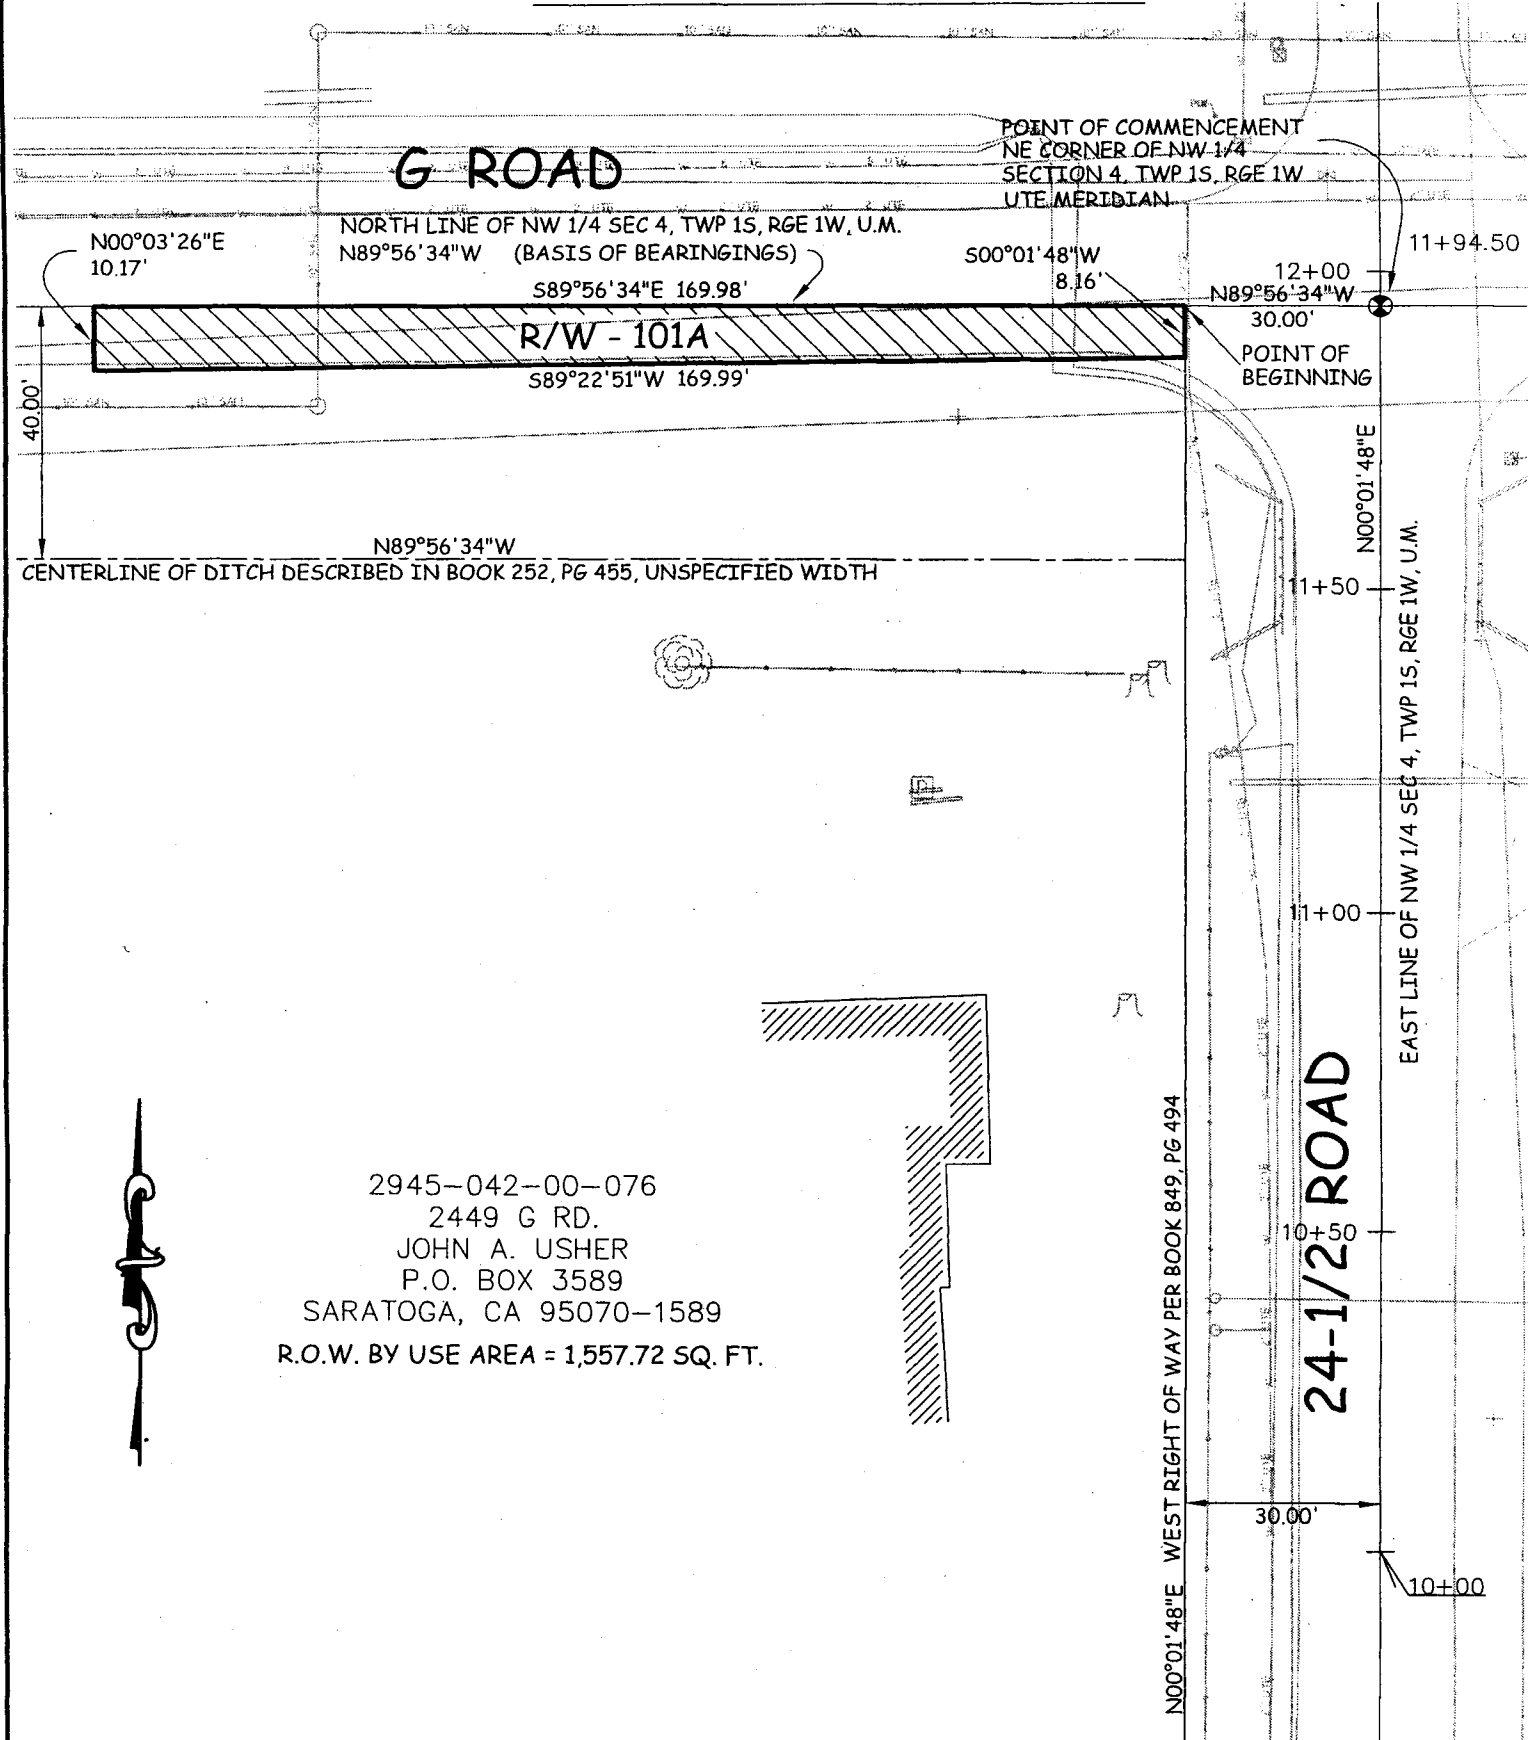 POINT OF COMMENCEMENT
NE CORNER OF NW 1/4
SECTION 4, TWP 1S, RGE 1W
UTE MERIDIAN
G ROAD
NORTH LINE OF NW 1/4 SEC 4, TWP 1S, RGE 1W, U.M.
N89°56'34"W (BASIS OF BEARINGINGS)
N00°03'26"E
10.17'
S89°56'34"E 169.98'
S00°01'48"W
8.16'
11+94.50
12+00
N89°56'34"W
30.00'
R/W - 101A
S89°22'51"W 169.99'
POINT OF
BEGINNING
40.00'
N89°56'34"W
CENTERLINE OF DITCH DESCRIBED IN BOOK 252, PG 455, UNSPECIFIED WIDTH
N00°01'48"E
11+50
EAST LINE OF NW 1/4 SEC 4, TWP 1S, RGE 1W, U.M.
11+00
24-1/2 ROAD
10+50
2945-042-00-076
2449 G RD.
JOHN A. USHER
P.O. BOX 3589
SARATOGA, CA 95070-1589
R.O.W. BY USE AREA = 1,557.72 SQ. FT.
N00°01'48"E WEST RIGHT OF WAY PER BOOK 849, PG 494
30.00'
10+00